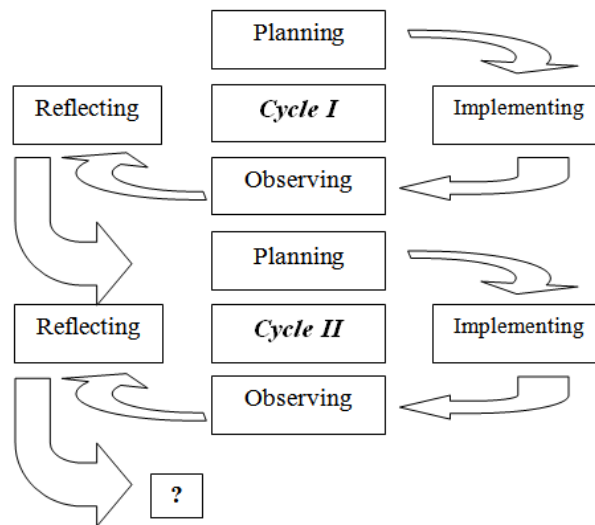 Planning
Reflecting
Cycle I
Implementing
Observing
Planning
Reflecting
Cycle II
Implementing
Observing
?